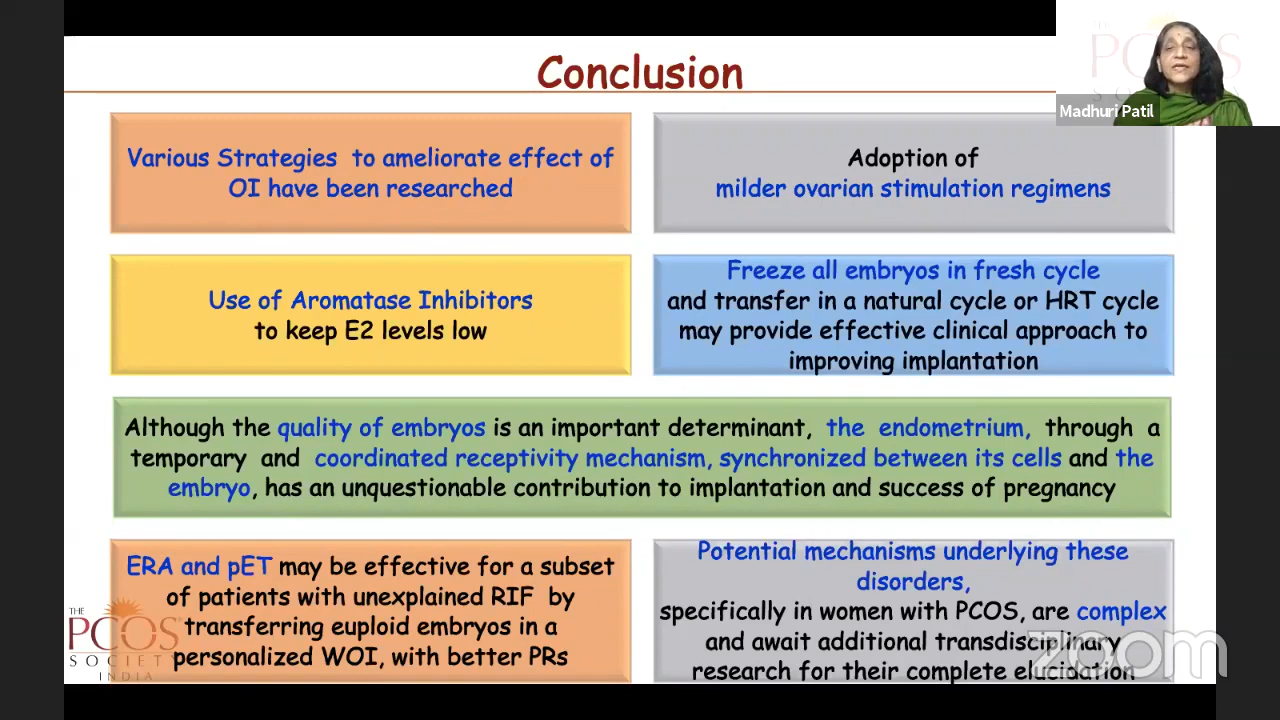 Conclusion
PCOS
Madhuri Patil
Various Strategies to ameliorate effect of
OI have been researched
Adoption of
milder ovarian stimulation regimens
Use of Aromatase Inhibitors
to keep E2 levels low
Freeze all embryos in fresh cycle
and transfer in a natural cycle or HRT cycle
may provide effective clinical approach to
improving implantation
Although the quality of embryos is an important determinant, the endometrium, through a
temporary and coordinated receptivity mechanism, synchronized between its cells and the
embryo, has an unquestionable contribution to implantation and success of pregnancy
ERA and pET may be effective for a subset
of patients with unexplained RIF by
transferring euploid embryos in a
personalized WOI, with better PRs
THE
PCOS
SOCIETY
INDIA
Potential mechanisms underlying these
disorders,
specifically in women with PCOS, are complex
and await additional transdisciplinary
research for their complete elucidation
zoom